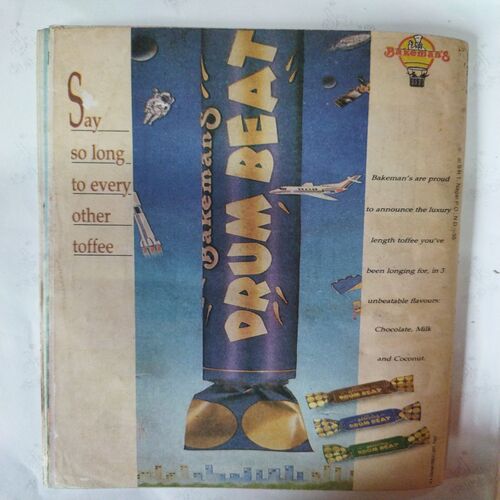 Bakeman's
Say
so long
to every
other
toffee
Bakeman's
DRUM BEAT
Bakeman's are proud
to announce the luxury
length toffee you've
been longing for, in 3
unbeatable flavours:
Chocolate, Milk
and Coconut.
DRUM BEAT
DRUM BEAT
DRUM BEAT